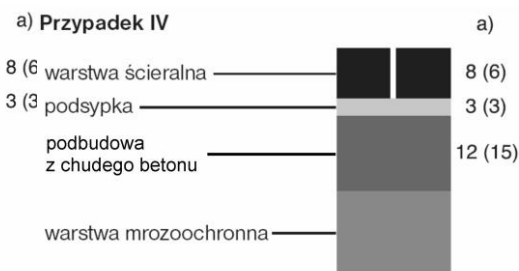 a) Przypadek IV a)
8 (6 warstwa ścieralna 8 (6)
3 (3 podsypka 3 (3)
podbudowa
z chudego betonu 12 (15)
warstwa mrozoochronna